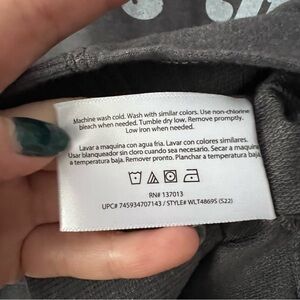 Machine wash cold. Wash with similar colors. Use non-chlorine
bleach when needed. Tumble dry low. Remove promptly.
Low iron when needed.
Lavar a maquina con agua fria. Lavar con colores similares.
Usar blanqueador sin cloro cuando sea necesario. Secar a maquina
a temperatura baja. Remover pronto. Planchar a temperatura baja.
RN# 137013
UPC# 745934707143 / STYLE# WLT4869S (S22)